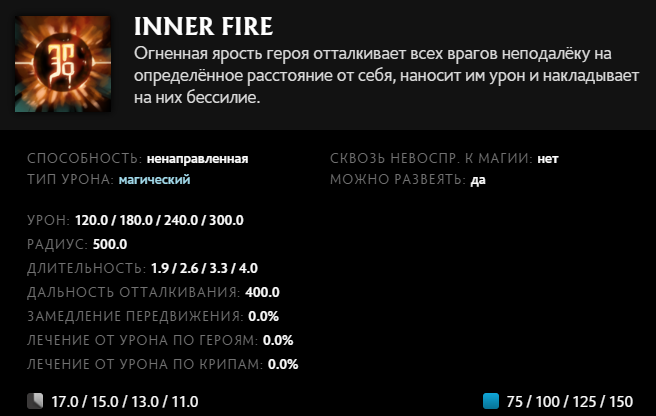 INNER FIRE
Огненная ярость героя отталкивает всех врагов неподалёку на
определённое расстояние от себя, наносит им урон и накладывает
на них бессилие.
СПОСОБНОСТЬ: ненаправленная
СКВОЗЬ НЕВОСПР. К МАГИИ: нет
ТИП УРОНА: магический
МОЖНО РАЗВЕЯТЬ: да
УРОН: 120.0 / 180.0 / 240.0 / 300.0
РАДИУС: 500.0
ДЛИТЕЛЬНОСТЬ: 1.9 / 2.6 / 3.3 / 4.0
ДАЛЬНОСТЬ ОТТАЛКИВАНИЯ: 400.0
ЗАМЕДЛЕНИЕ ПЕРЕДВИЖЕНИЯ: 0.0%
ЛЕЧЕНИЕ ОТ УРОНА ПО ГЕРОЯМ: 0.0%
ЛЕЧЕНИЕ ОТ УРОНА ПО КРИПАМ: 0.0%
17.0 / 15.0 / 13.0 / 11.0
75 / 100 / 125 / 150